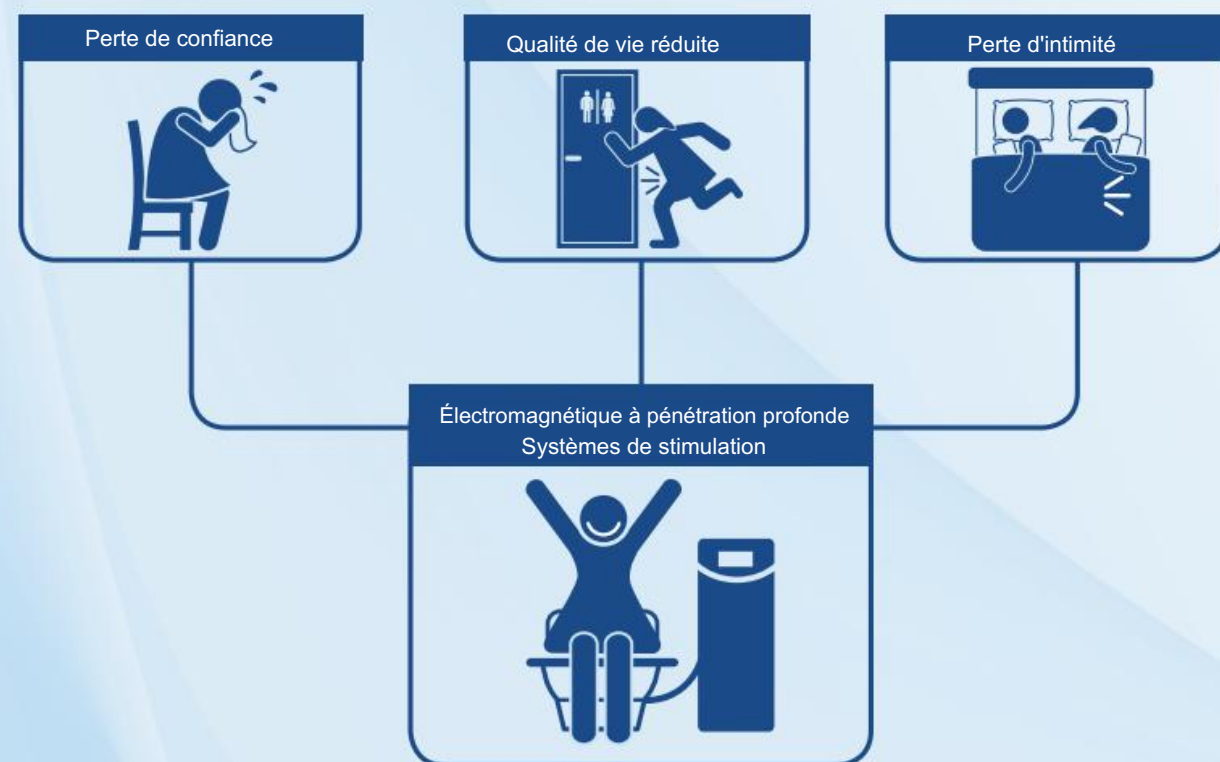 Perte de confiance
Qualité de vie réduite
Perte d'intimité
Électromagnétique à pénétration profonde
Systèmes de stimulation